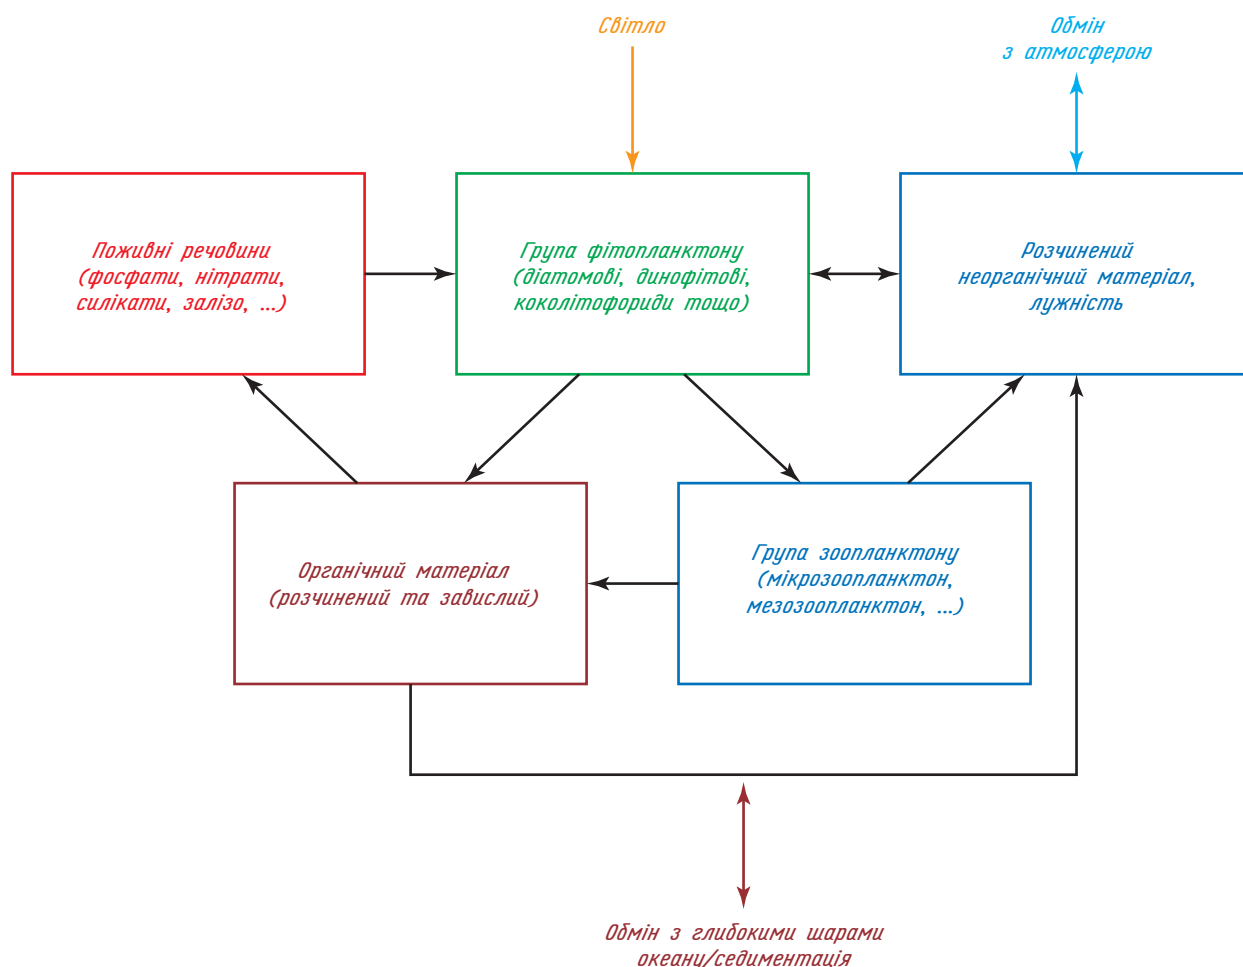 Світло
Обмін
з атмосферою
Поживні речовини
(фосфати, нітрати,
силікати, залізо, ...)
Група фітопланктону
(діатомові, динофітові,
коколітофориди тощо)
Розчинений
неорганічний матеріал,
лужність
Органічний матеріал
(розчинений та завислий)
Група зоопланктону
(мікрозоопланктон,
мезозоопланктон, ...)
Обмін з глибокими шарами
океану/седиментація